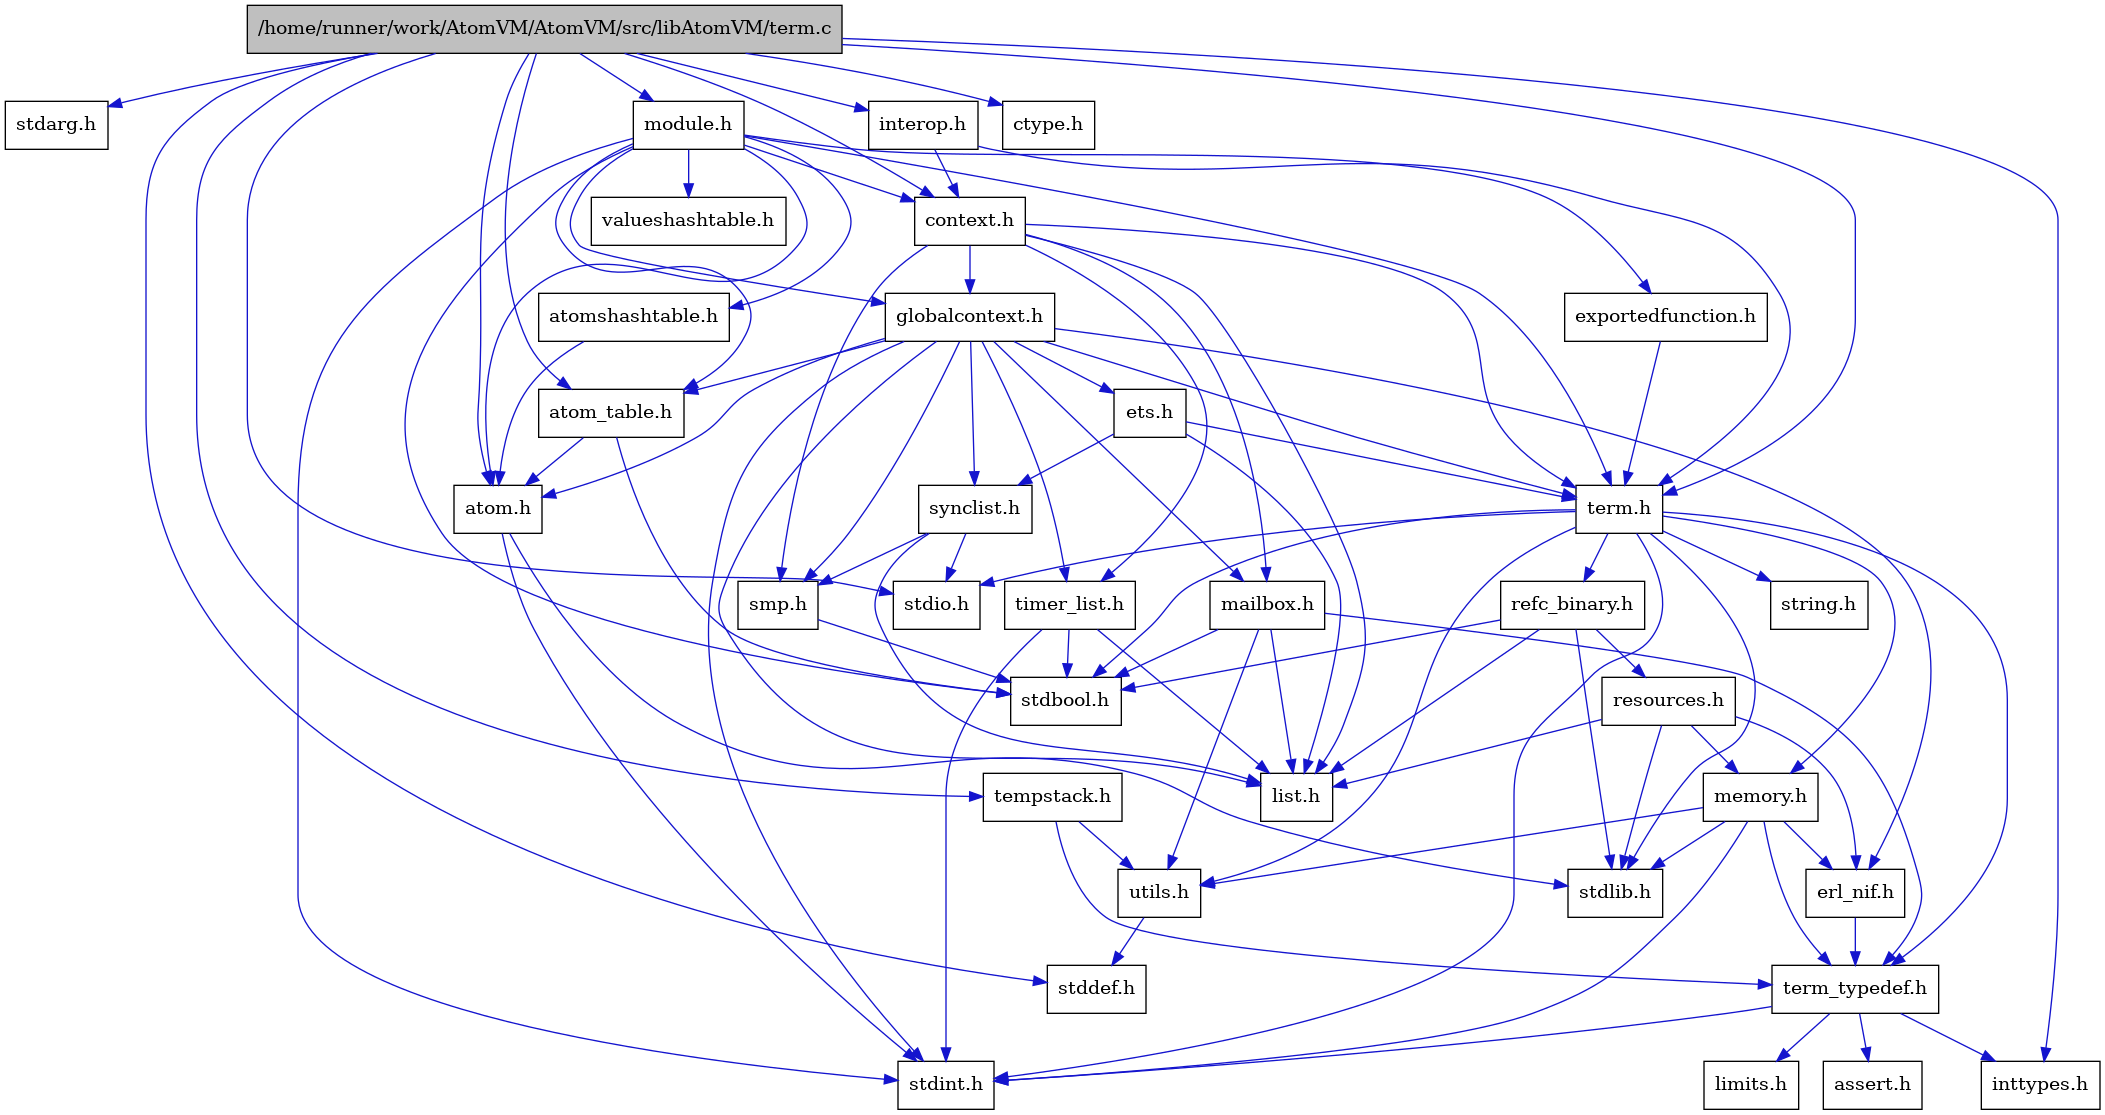 /home/runner/work/AtomVM/AtomVM/src/libAtomVM/term.c
stdarg.h
module.h
interop.h
ctype.h
valueshashtable.h
context.h
atomshashtable.h
globalcontext.h
exportedfunction.h
atom_table.h
ets.h
atom.h
synclist.h
term.h
smp.h
stdio.h
timer_list.h
mailbox.h
refc_binary.h
string.h
stdbool.h
resources.h
tempstack.h
list.h
memory.h
utils.h
stdlib.h
erl_nif.h
stddef.h
term_typedef.h
stdint.h
limits.h
assert.h
inttypes.h